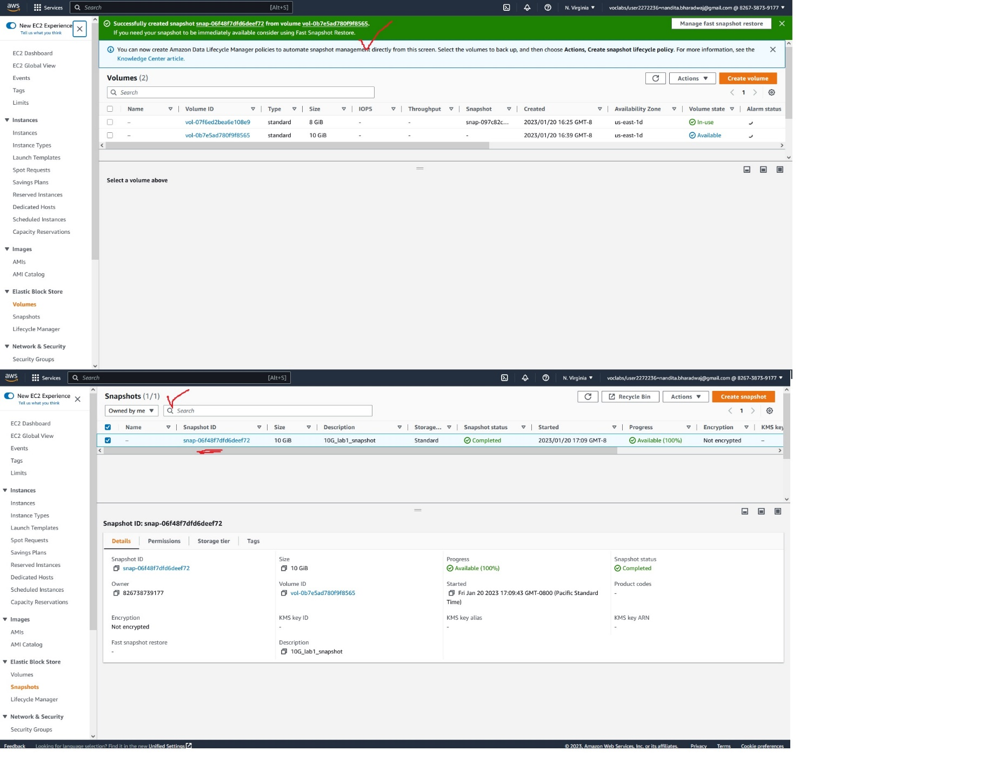 aws Services Search [Alt+S] N. Virginia ▼ voclabs/user2272236=nandita.bharadwaj@gmail.com @ 8267-3873-9177 ▼
New EC2 Experience
Tell us what you think
EC2 Dashboard
EC2 Global View
Events
Tags
Limits
Instances
Instances
Instance Types
Launch Templates
Spot Requests
Savings Plans
Reserved Instances
Dedicated Hosts
Scheduled Instances
Capacity Reservations
Images
AMIs
AMI Catalog
Elastic Block Store
Volumes
Snapshots
Lifecycle Manager
Network & Security
Security Groups
Successfully created snapshot snap-06f48f7dfd6deef72 from volume vol-0b7e5ad780f9f8565.
If you need your snapshot to be immediately available consider using Fast Snapshot Restore.
Manage fast snapshot restore
You can now create Amazon Data Lifecycle Manager policies to automate snapshot management directly from this screen. Select the volumes to back up, and then choose Actions, Create snapshot lifecycle policy. For more information, see the
Knowledge Center article.
Volumes (2)
Actions ▼ Create volume
Search
1
Name Volume ID Type Size IOPS Throughput Snapshot Created Availability Zone Volume state Alarm status
– vol-07f6ed2bea6e108e9 standard 8 GiB - - snap-097c82c... 2023/01/20 16:25 GMT-8 us-east-1d In-use
– vol-0b7e5ad780f9f8565 standard 10 GiB - - - 2023/01/20 16:39 GMT-8 us-east-1d Available
Select a volume above
aws Services Search [Alt+S] N. Virginia ▼ voclabs/user2272236=nandita.bharadwaj@gmail.com @ 8267-3873-9177 ▼
New EC2 Experience
Tell us what you think
EC2 Dashboard
EC2 Global View
Events
Tags
Limits
Instances
Instances
Instance Types
Launch Templates
Spot Requests
Savings Plans
Reserved Instances
Dedicated Hosts
Scheduled Instances
Capacity Reservations
Images
AMIs
AMI Catalog
Elastic Block Store
Volumes
Snapshots
Lifecycle Manager
Network & Security
Security Groups
Snapshots (1/1)
Recycle Bin Actions ▼ Create snapshot
Owned by me ▼ Search
1
Name Snapshot ID Size Description Storage... Snapshot status Started Progress Encryption KMS key
– snap-06f48f7dfd6deef72 10 GiB 10G_lab1_snapshot Standard Completed 2023/01/20 17:09 GMT-8 Available (100%) Not encrypted –
Snapshot ID: snap-06f48f7dfd6deef72
Details Permissions Storage tier Tags
Snapshot ID Size Progress Snapshot status
snap-06f48f7dfd6deef72 10 GiB Available (100%) Completed
Owner Volume ID Started Product codes
826738739177 vol-0b7e5ad780f9f8565 Fri Jan 20 2023 17:09:43 GMT-0800 (Pacific Standard -
Time)
Encryption KMS key ID KMS key alias KMS key ARN
Not encrypted - - -
Fast snapshot restore Description
- 10G_lab1_snapshot
Feedback Looking for language selection? Find it in the new Unified Settings © 2023, Amazon Web Services, Inc. or its affiliates. Privacy Terms Cookie preferences